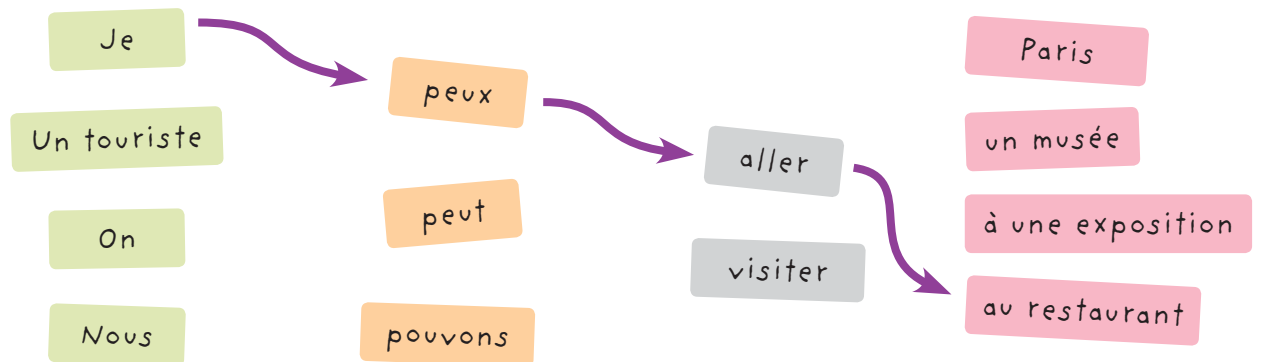 Je
Un touriste
On
Nous
peux
peut
pouvons
aller
visiter
Paris
un musée
à une exposition
au restaurant